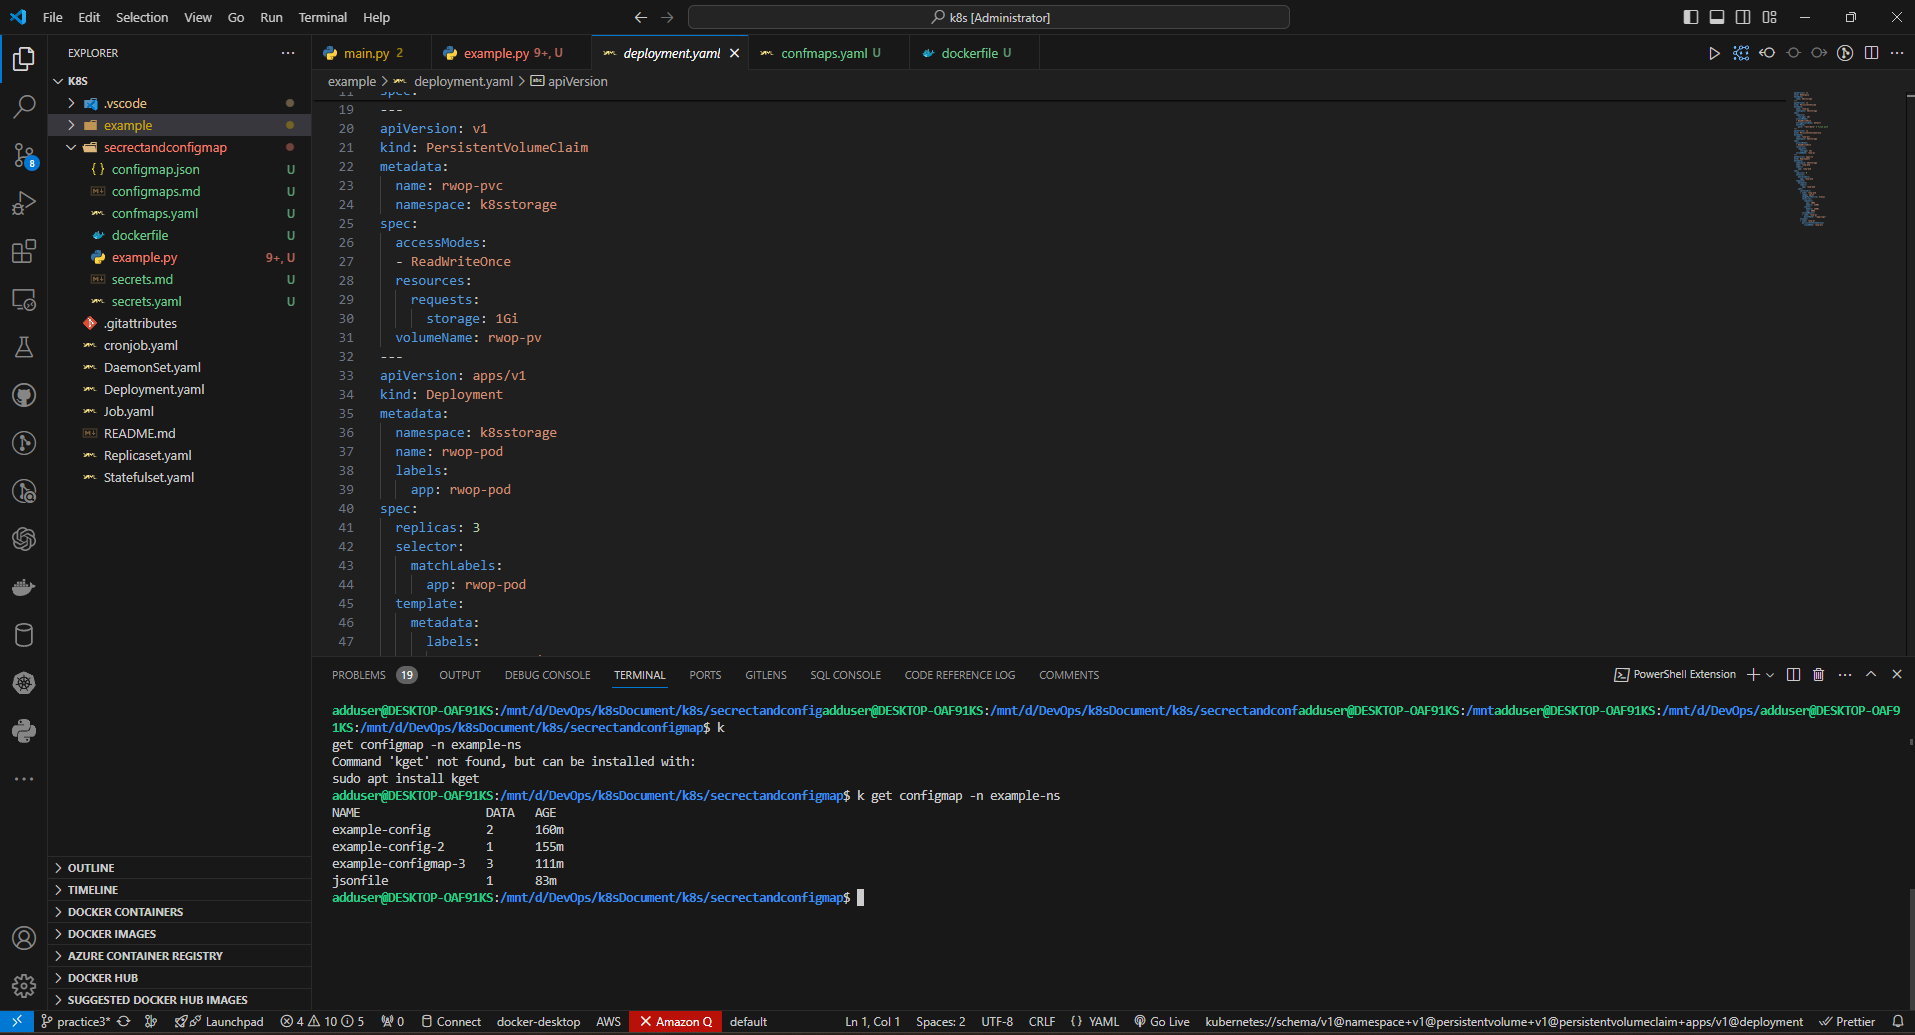 File Edit Selection View Go Run Terminal Help
k8s [Administrator]
EXPLORER
K8S
.vscode
example
secrectandconfigmap
configmap.json U
configmaps.md U
confmaps.yaml U
dockerfile U
example.py 9+, U
secrets.md U
secrets.yaml U
.gitattributes
cronjob.yaml
DaemonSet.yaml
Deployment.yaml
Job.yaml
README.md
Replicaset.yaml
Statefulset.yaml
OUTLINE
TIMELINE
DOCKER CONTAINERS
DOCKER IMAGES
AZURE CONTAINER REGISTRY
DOCKER HUB
SUGGESTED DOCKER HUB IMAGES
8
main.py 2 example.py 9+, U deployment.yaml confmaps.yaml U dockerfile U
example > deployment.yaml > apiVersion
11 spec:
19 ---
20 apiVersion: v1
21 kind: PersistentVolumeClaim
22 metadata:
23 name: rwop-pvc
24 namespace: k8sstorage
25 spec:
26 accessModes:
27 - ReadWriteOnce
28 resources:
29 requests:
30 storage: 1Gi
31 volumeName: rwop-pv
32 ---
33 apiVersion: apps/v1
34 kind: Deployment
35 metadata:
36 namespace: k8sstorage
37 name: rwop-pod
38 labels:
39 app: rwop-pod
40 spec:
41 replicas: 3
42 selector:
43 matchLabels:
44 app: rwop-pod
45 template:
46 metadata:
47 labels:
PROBLEMS 19 OUTPUT DEBUG CONSOLE TERMINAL PORTS GITLENS SQL CONSOLE CODE REFERENCE LOG COMMENTS
PowerShell Extension
adduser@DESKTOP-OAF91KS:/mnt/d/DevOps/k8sDocument/k8s/secrectandconfigadduser@DESKTOP-OAF91KS:/mnt/d/DevOps/k8sDocument/k8s/secrectandconfadduser@DESKTOP-OAF91KS:/mntadduser@DESKTOP-OAF91KS:/mnt/d/DevOps/adduser@DESKTOP-OAF9
1KS:/mnt/d/DevOps/k8sDocument/k8s/secrectandconfigmap$ k
get configmap -n example-ns
Command 'kget' not found, but can be installed with:
sudo apt install kget
adduser@DESKTOP-OAF91KS:/mnt/d/DevOps/k8sDocument/k8s/secrectandconfigmap$ k get configmap -n example-ns
NAME DATA AGE
example-config 2 160m
example-config-2 1 155m
example-configmap-3 3 111m
jsonfile 1 83m
adduser@DESKTOP-OAF91KS:/mnt/d/DevOps/k8sDocument/k8s/secrectandconfigmap$
practice3* Launchpad 4 10 5 0 Connect docker-desktop AWS Amazon Q default Ln 1, Col 1 Spaces: 2 UTF-8 CRLF {} YAML Go Live kubernetes://schema/v1@namespace+v1@persistentvolume+v1@persistentvolumeclaim+apps/v1@deployment Prettier